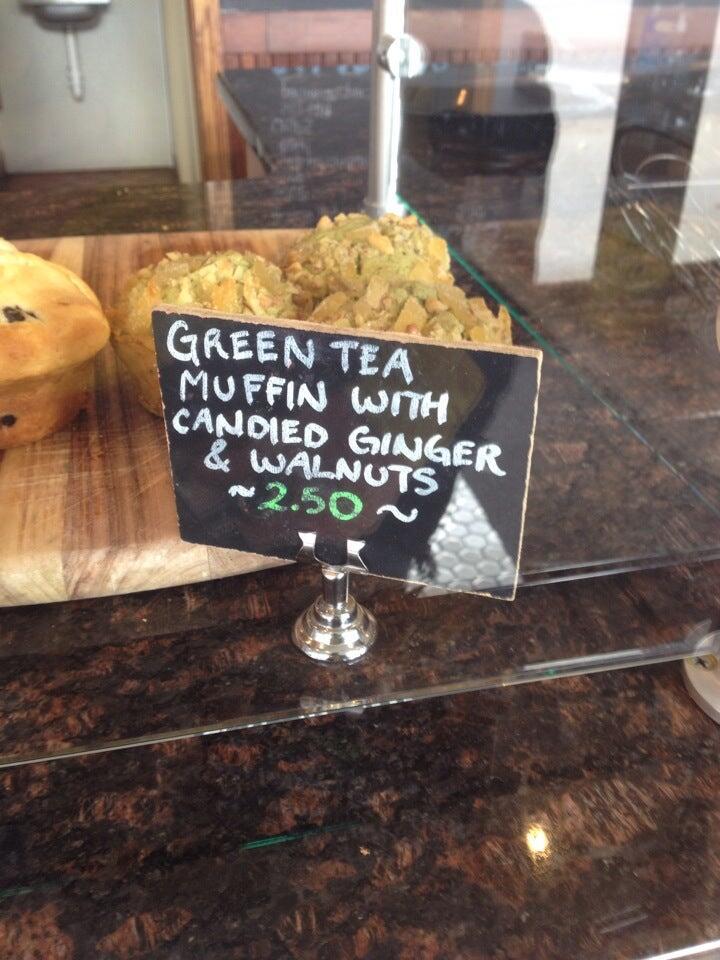 GREEN TEA
MUFFIN WITH
CANDIED GINGER
& WALNUTS
~2.50~